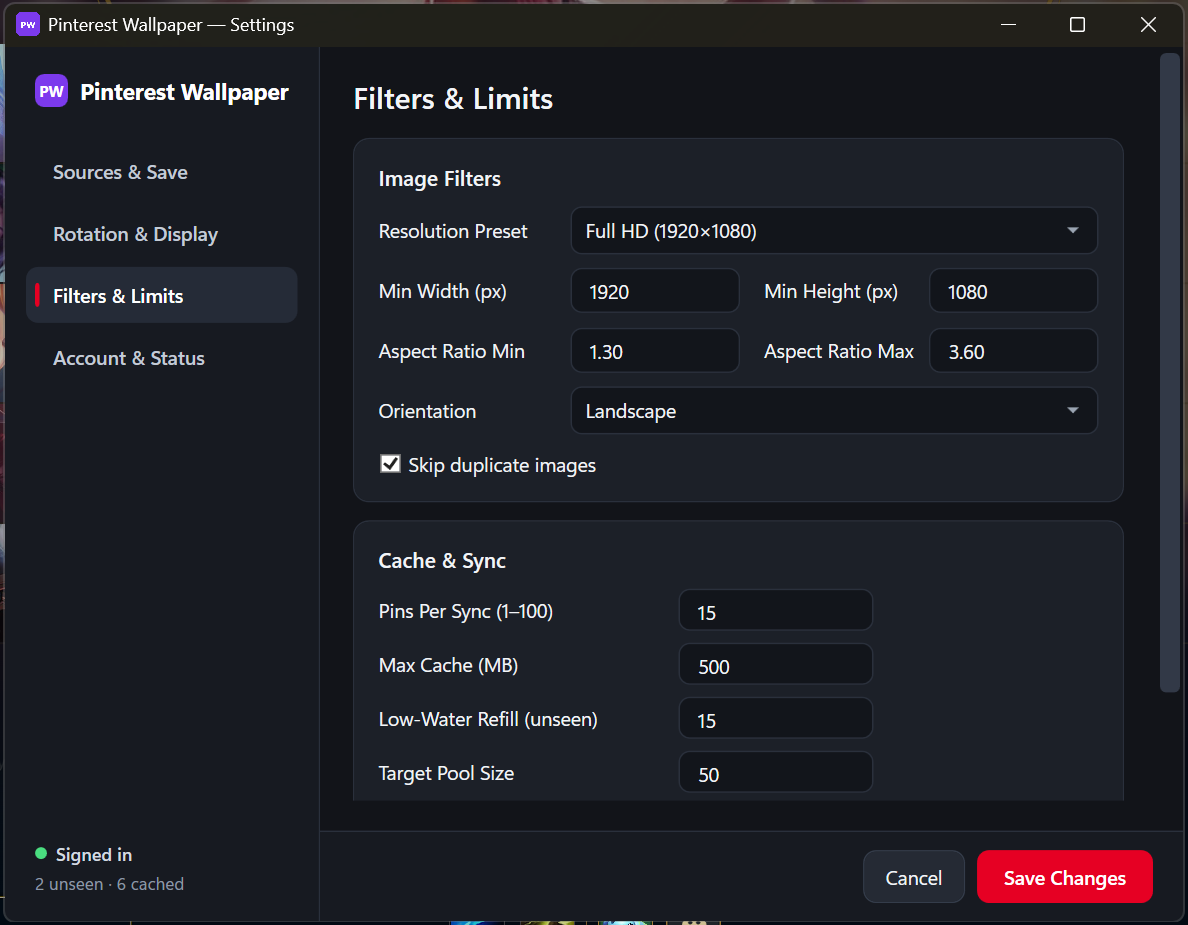 PW Pinterest Wallpaper — Settings
PW Pinterest Wallpaper
Sources & Save
Rotation & Display
Filters & Limits
Account & Status
Signed in
2 unseen · 6 cached
Filters & Limits
Image Filters
Resolution Preset Full HD (1920×1080)
Min Width (px) 1920 Min Height (px) 1080
Aspect Ratio Min 1.30 Aspect Ratio Max 3.60
Orientation Landscape
Skip duplicate images
Cache & Sync
Pins Per Sync (1–100) 15
Max Cache (MB) 500
Low-Water Refill (unseen) 15
Target Pool Size 50
Cancel Save Changes